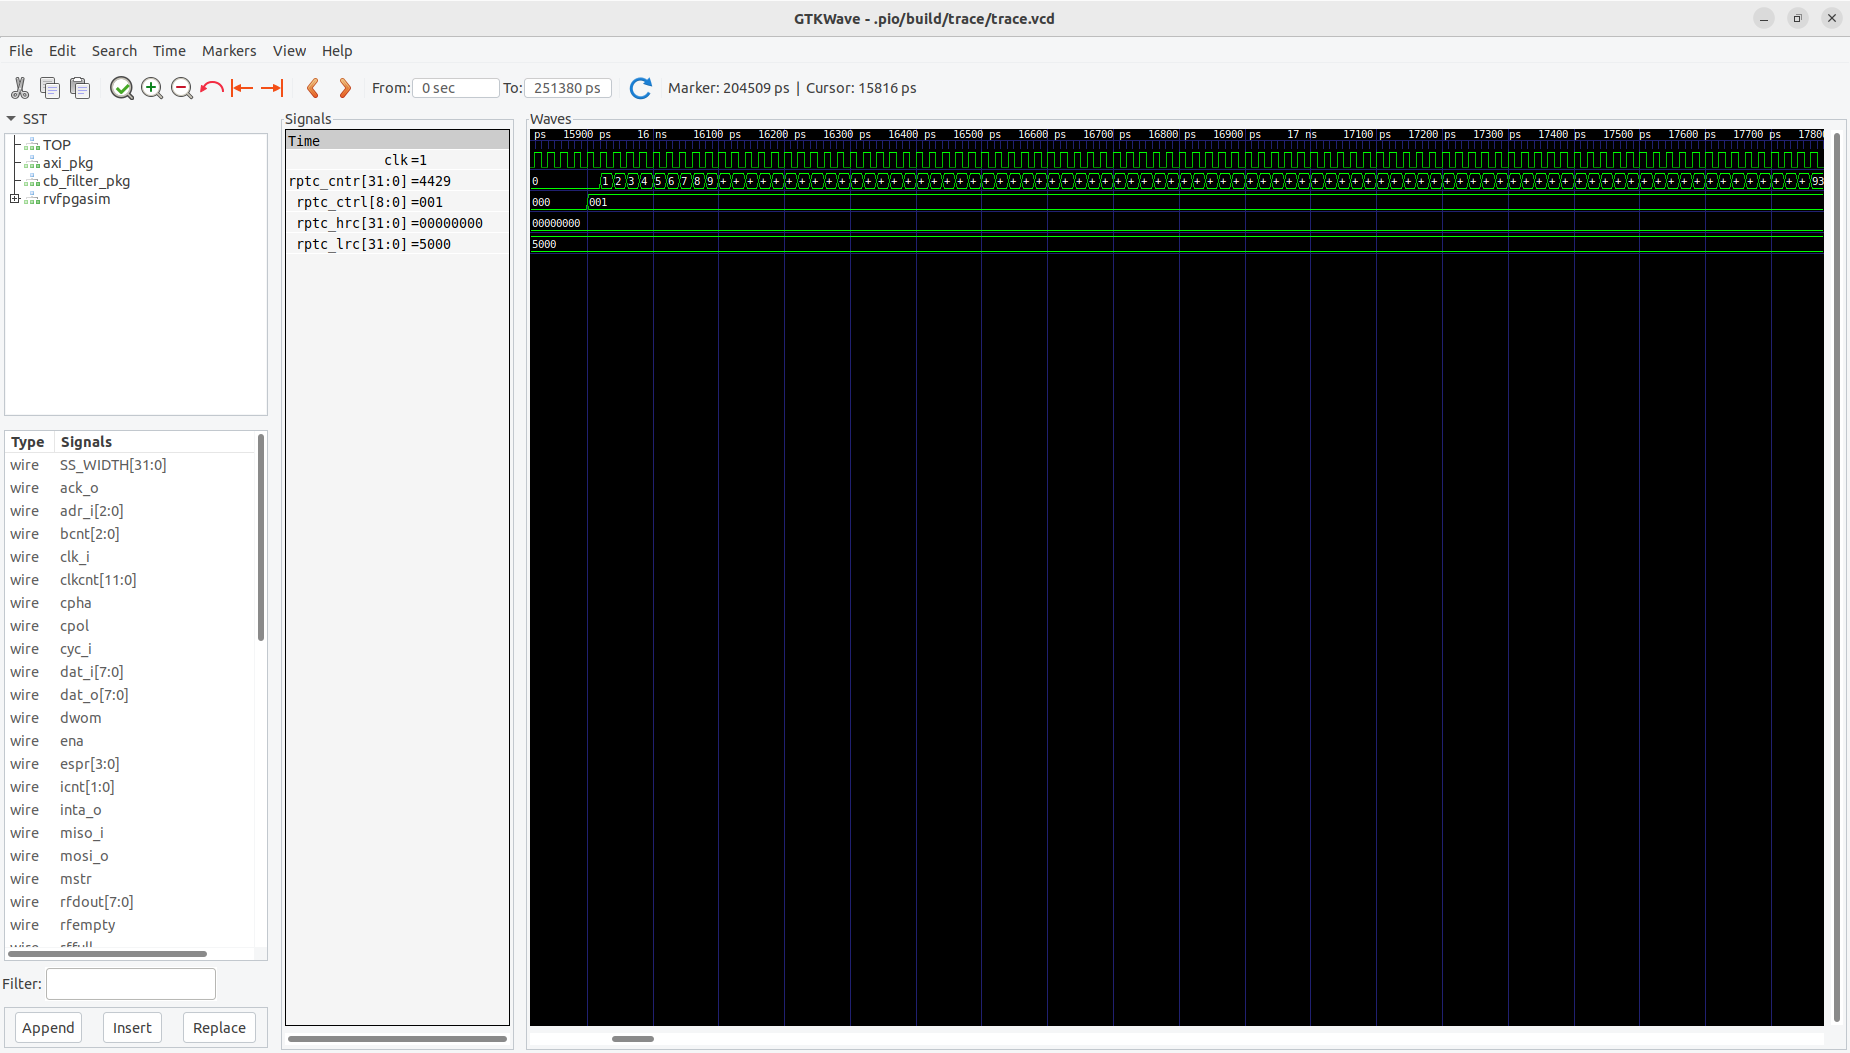 GTKWave - .pio/build/trace/trace.vcd
File Edit Search Time Markers View Help
From: 0 sec To: 251380 ps Marker: 204509 ps | Cursor: 15816 ps
SST
TOP
axi_pkg
cb_filter_pkg
rvfpgasim
Type Signals
wire SS_WIDTH[31:0]
wire ack_o
wire adr_i[2:0]
wire bcnt[2:0]
wire clk_i
wire clkcnt[11:0]
wire cpha
wire cpol
wire cyc_i
wire dat_i[7:0]
wire dat_o[7:0]
wire dwom
wire ena
wire espr[3:0]
wire icnt[1:0]
wire inta_o
wire miso_i
wire mosi_o
wire mstr
wire rfdout[7:0]
wire rfempty
wire rffull
Filter:
Append Insert Replace
Signals
Time
clk =1
rptc_cntr[31:0] =4429
rptc_ctrl[8:0] =001
rptc_hrc[31:0] =00000000
rptc_lrc[31:0] =5000
Waves
ps 15900 ps 16 ns 16100 ps 16200 ps 16300 ps 16400 ps 16500 ps 16600 ps 16700 ps 16800 ps 16900 ps 17 ns 17100 ps 17200 ps 17300 ps 17400 ps 17500 ps 17600 ps 17700 ps 1780
0 1 2 3 4 5 6 7 8 9 + + + + + + + + + + + + + + + + + + + + + + + + + + + + + + + + + + + + + + + + + + + + + + + + + + + + + + + + + + + + + + + + + + + + + + + + + + + + + + + + + + + 93
000 001
00000000
5000